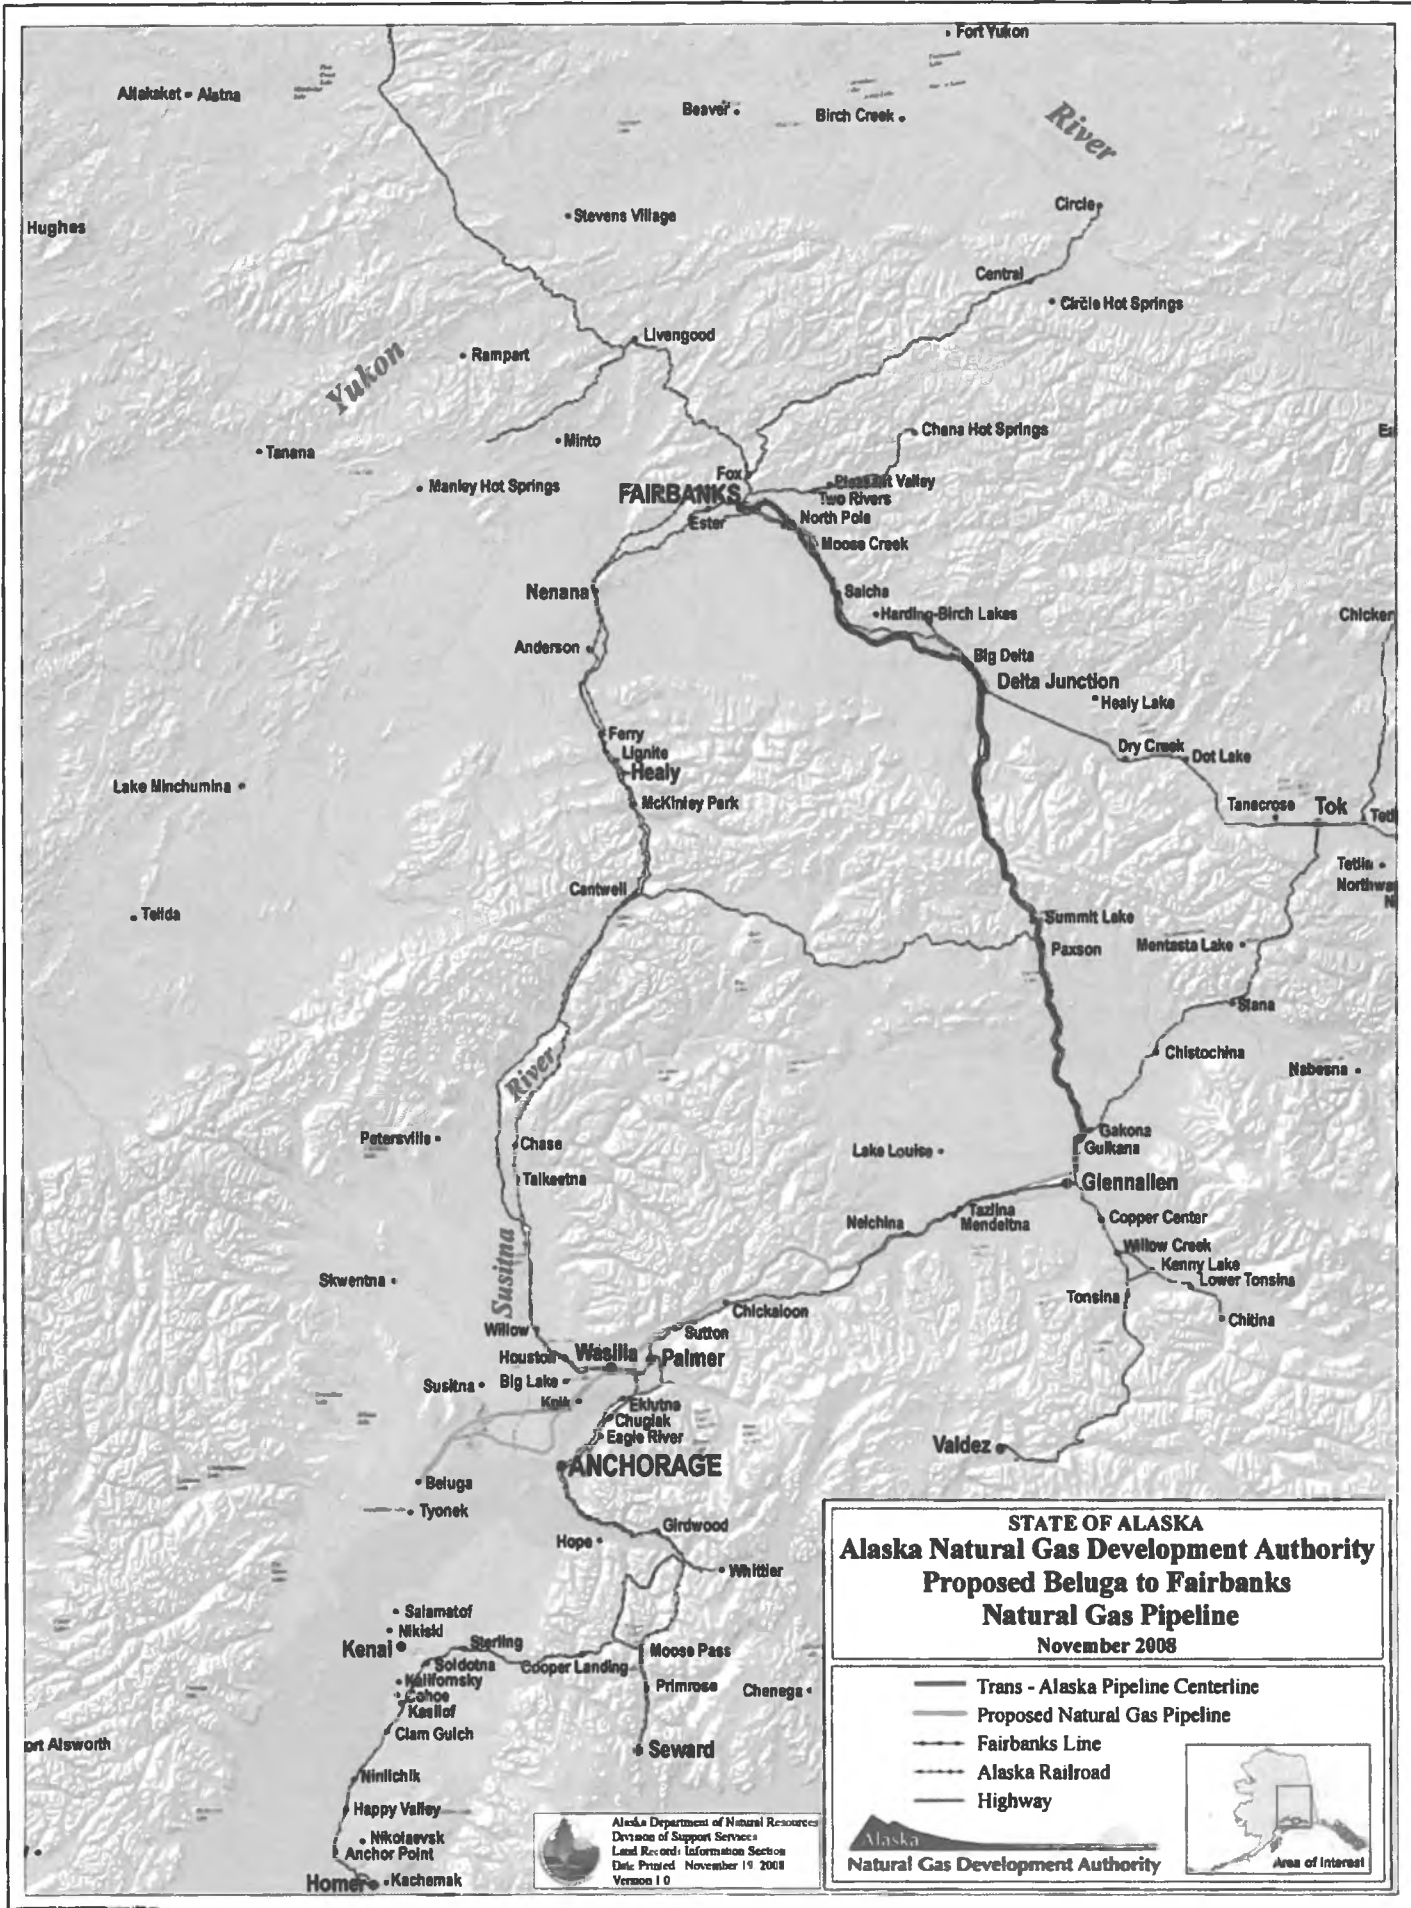 Fort Yukon
Allakaket
Alatna
Beaver
Birch Creek
River
Circle
Stevens Village
Hughes
Central
Circle Hot Springs
Livengood
Rampart
Yukon
Chena Hot Springs
Minto
Tanana
Fox
Manley Hot Springs
Pleasant Valley
FAIRBANKS
Two Rivers
North Pole
Ester
Moose Creek
Nenana
Salcha
Harding-Birch Lakes
Chicken
Anderson
Big Delta
Delta Junction
Healy Lake
Ferry
Lignite
Healy
Dry Creek
Dot Lake
Lake Minchumina
McKinley Park
Tanacross
Tok
Tetl
Tetlin
Northwa
Cantwell
Telida
Summit Lake
Paxson
Mentasta Lake
Slana
Chistochina
Nabesna
River
Petersville
Chase
Gakona
Gulkana
Lake Louise
Talkeetna
Glennallen
Tazlina
Mendeltna
Nelchina
Copper Center
Susitna
Willow Creek
Kenny Lake
Lower Tonsina
Skwentna
Tonsina
Chitina
Chickaloon
Willow
Sutton
Houston
Wasilla
Palmer
Susitna
Big Lake
Knik
Eklutna
Chugiak
Eagle River
Valdez
ANCHORAGE
Beluga
Tyonek
Girdwood
Hope
Whittier
Salamatof
Nikiski
Kenai
Sterling
Moose Pass
Soldotna
Cooper Landing
Kalifornsky
Primrose
Chenega
Cohoe
Kasilof
Clam Gulch
ort Alsworth
Seward
Ninilchik
Happy Valley
Nikolaevsk
Anchor Point
Homer
Kachemak
STATE OF ALASKA
Alaska Natural Gas Development Authority
Proposed Beluga to Fairbanks
Natural Gas Pipeline
November 2008
Trans - Alaska Pipeline Centerline
Proposed Natural Gas Pipeline
Fairbanks Line
Alaska Railroad
Highway
Alaska
Natural Gas Development Authority
Area of Interest
Alaska Department of Natural Resources
Division of Support Services
Land Records Information Section
Date Printed November 19 2008
Version 1 0